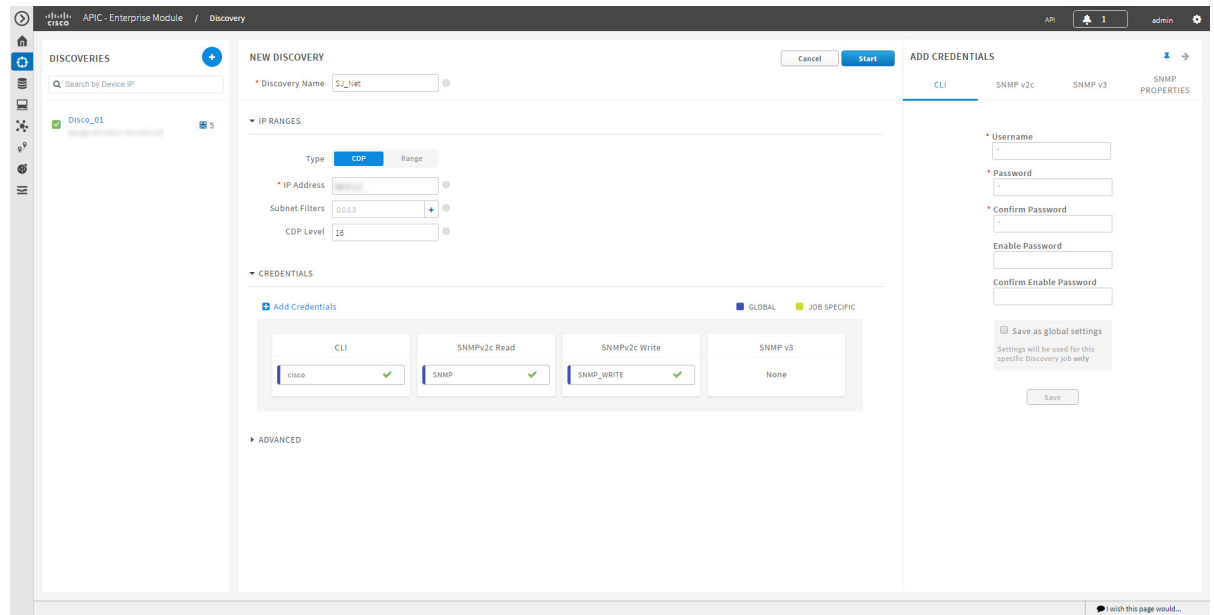 cisco APIC - Enterprise Module / Discovery API 1 admin
DISCOVERIES
Search by Device IP
Disco_01
5
NEW DISCOVERY Cancel Start
* Discovery Name SJ_Net
IP RANGES
Type CDP Range
* IP Address
Subnet Filters 0.0.0.0 +
CDP Level 16
CREDENTIALS
Add Credentials GLOBAL JOB SPECIFIC
CLI SNMPv2c Read SNMPv2c Write SNMP v3
cisco SNMP SNMP_WRITE None
ADVANCED
ADD CREDENTIALS
CLI SNMP v2c SNMP v3 SNMP PROPERTIES
* Username
* Password
* Confirm Password
Enable Password
Confirm Enable Password
Save as global settings
Settings will be used for this
specific Discovery job only
Save
I wish this page would...